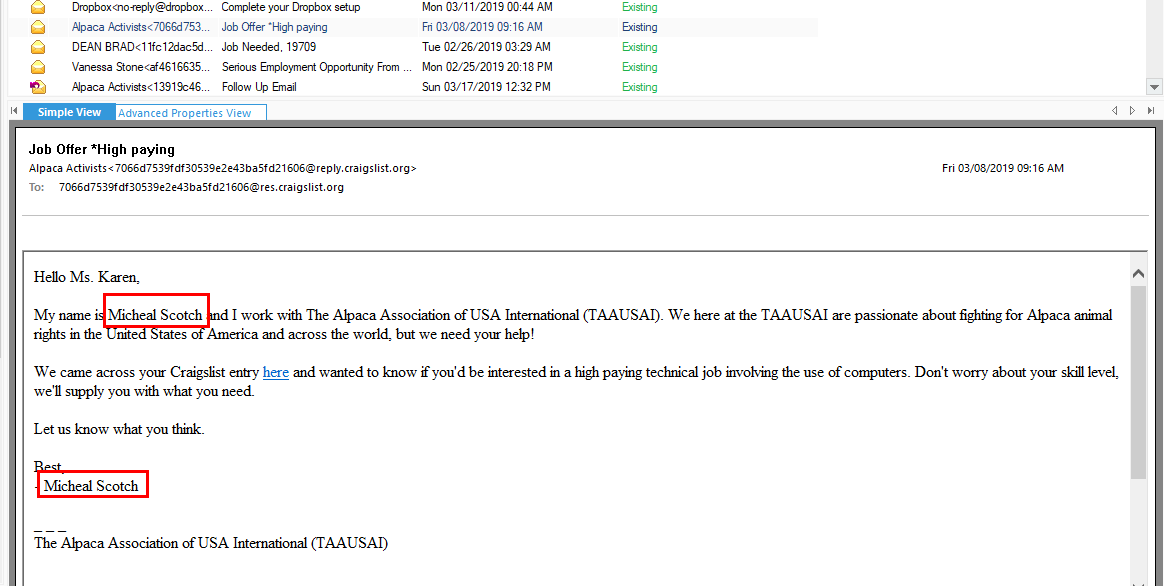 Dropbox<no-reply@dropbox... Complete your Dropbox setup Mon 03/11/2019 00:44 AM Existing
Alpaca Activists<7066d753... Job Offer *High paying Fri 03/08/2019 09:16 AM Existing
DEAN BRAD<11fc12dac5d... Job Needed, 19709 Tue 02/26/2019 03:29 AM Existing
Vanessa Stone<af4616635... Serious Employment Opportunity From ... Mon 02/25/2019 20:18 PM Existing
Alpaca Activists<13919c46... Follow Up Email Sun 03/17/2019 12:32 PM Existing
Simple View Advanced Properties View
Job Offer *High paying
Alpaca Activists<7066d7539fdf30539e2e43ba5fd21606@reply.craigslist.org> Fri 03/08/2019 09:16 AM
To: 7066d7539fdf30539e2e43ba5fd21606@res.craigslist.org
Hello Ms. Karen,
My name is Micheal Scotch and I work with The Alpaca Association of USA International (TAAUSAI). We here at the TAAUSAI are passionate about fighting for Alpaca animal
rights in the United States of America and across the world, but we need your help!
We came across your Craigslist entry here and wanted to know if you'd be interested in a high paying technical job involving the use of computers. Don't worry about your skill level,
we'll supply you with what you need.
Let us know what you think.
Best,
- Micheal Scotch
_ _ _
The Alpaca Association of USA International (TAAUSAI)